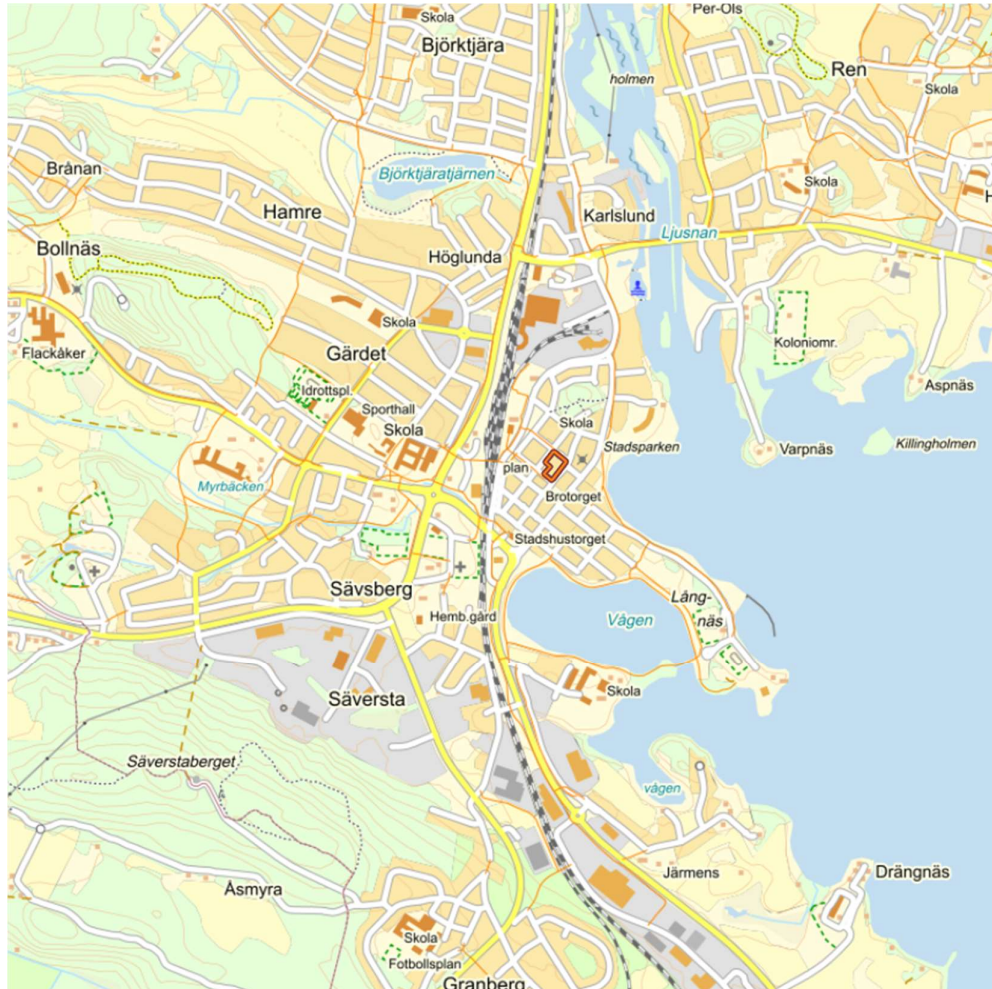 Per-Ols
Skola
Björktjära
Ren
holmen
Skola
Brånan
Björktjäratjärnen
Skola
H
Hamre
Karlslund
Ljusnan
Bollnäs
Höglunda
Skola
Koloniomr.
Flackåker
Gärdet
Aspnäs
Idrottspl.
Sporthall
Skola
Skola
Stadsparken
Varpnäs
Killingholmen
plan
Myrbäcken
Brotorget
Stadshustorget
Sävsberg
Lång-
näs
Hemb.gård
Vågen
Skola
Säversta
Säverstaberget
vågen
Järmens
Drängnäs
Åsmyra
Skola
Fotbollsplan
Granberg